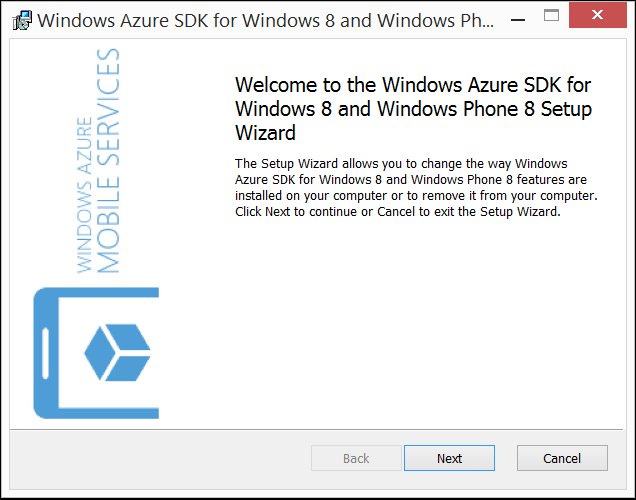 Windows Azure SDK for Windows 8 and Windows Ph...
WINDOWS AZURE
MOBILE SERVICES
Welcome to the Windows Azure SDK for
Windows 8 and Windows Phone 8 Setup
Wizard
The Setup Wizard allows you to change the way Windows
Azure SDK for Windows 8 and Windows Phone 8 features are
installed on your computer or to remove it from your computer.
Click Next to continue or Cancel to exit the Setup Wizard.
Back
Next
Cancel